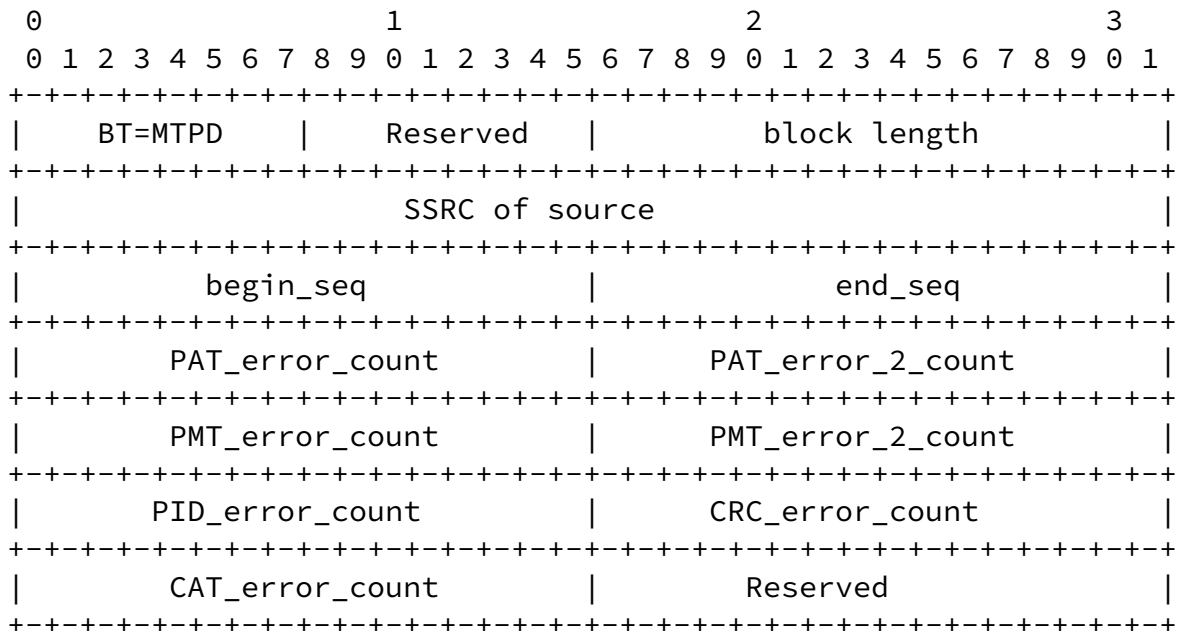 0                   1                   2                   3
 0 1 2 3 4 5 6 7 8 9 0 1 2 3 4 5 6 7 8 9 0 1 2 3 4 5 6 7 8 9 0 1
+-+-+-+-+-+-+-+-+-+-+-+-+-+-+-+-+-+-+-+-+-+-+-+-+-+-+-+-+-+-+-+-+
|    BT=MTPD    |    Reserved   |         block length          |
+-+-+-+-+-+-+-+-+-+-+-+-+-+-+-+-+-+-+-+-+-+-+-+-+-+-+-+-+-+-+-+-+
|                     SSRC of source                            |
+-+-+-+-+-+-+-+-+-+-+-+-+-+-+-+-+-+-+-+-+-+-+-+-+-+-+-+-+-+-+-+-+
|          begin_seq            |             end_seq           |
+-+-+-+-+-+-+-+-+-+-+-+-+-+-+-+-+-+-+-+-+-+-+-+-+-+-+-+-+-+-+-+-+
|        PAT_error_count        |      PAT_error_2_count        |
+-+-+-+-+-+-+-+-+-+-+-+-+-+-+-+-+-+-+-+-+-+-+-+-+-+-+-+-+-+-+-+-+
|        PMT_error_count        |      PMT_error_2_count        |
+-+-+-+-+-+-+-+-+-+-+-+-+-+-+-+-+-+-+-+-+-+-+-+-+-+-+-+-+-+-+-+-+
|       PID_error_count         |      CRC_error_count          |
+-+-+-+-+-+-+-+-+-+-+-+-+-+-+-+-+-+-+-+-+-+-+-+-+-+-+-+-+-+-+-+-+
|        CAT_error_count        |        Reserved               |
+-+-+-+-+-+-+-+-+-+-+-+-+-+-+-+-+-+-+-+-+-+-+-+-+-+-+-+-+-+-+-+-+